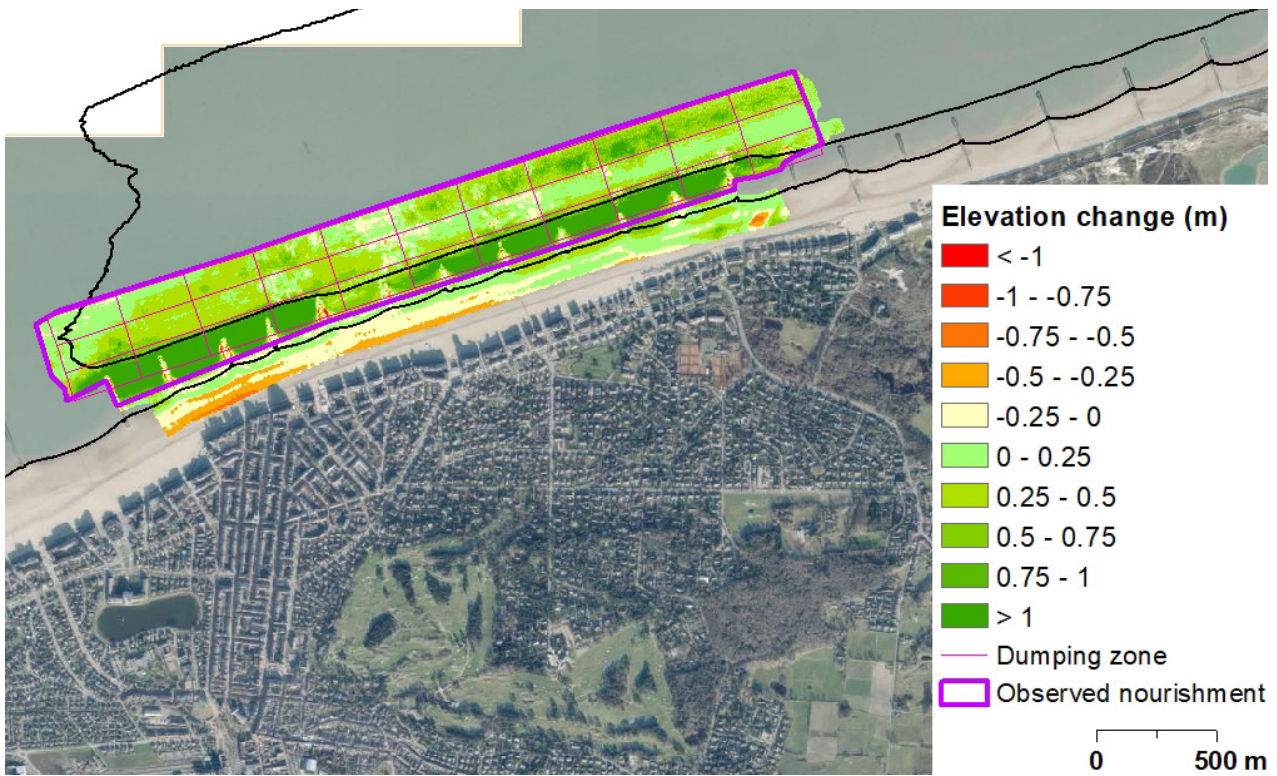 Elevation change (m)
< -1
-1 - -0.75
-0.75 - -0.5
-0.5 - -0.25
-0.25 - 0
0 - 0.25
0.25 - 0.5
0.5 - 0.75
0.75 - 1
> 1
Dumping zone
Observed nourishment
0 500 m